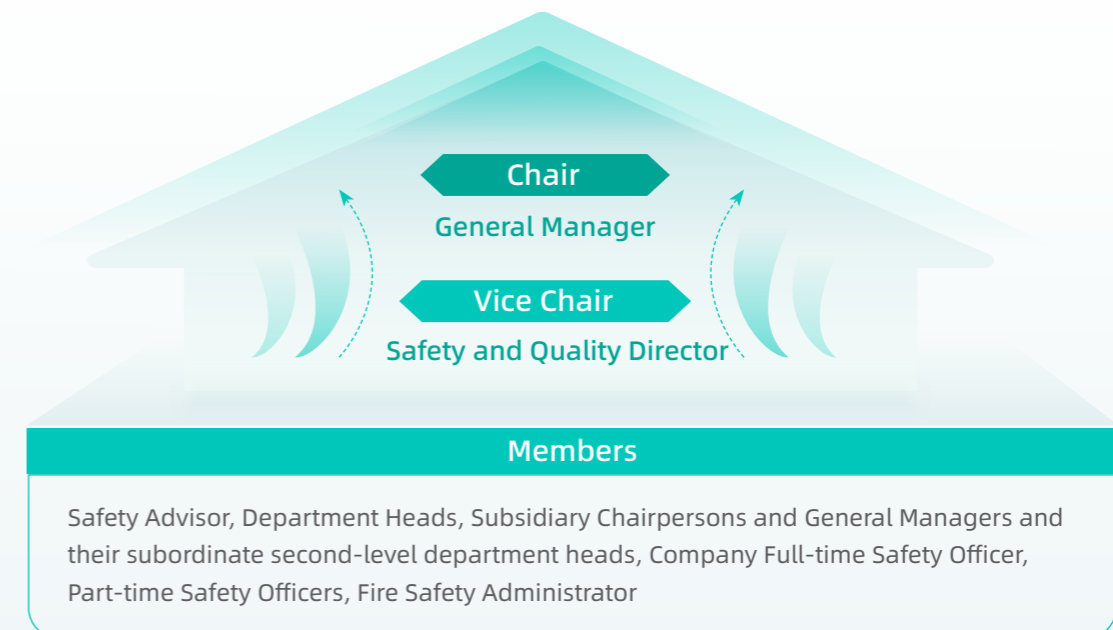 Chair
General Manager
Vice Chair
Safety and Quality Director
Members
Safety Advisor, Department Heads, Subsidiary Chairpersons and General Managers and
their subordinate second-level department heads, Company Full-time Safety Officer,
Part-time Safety Officers, Fire Safety Administrator